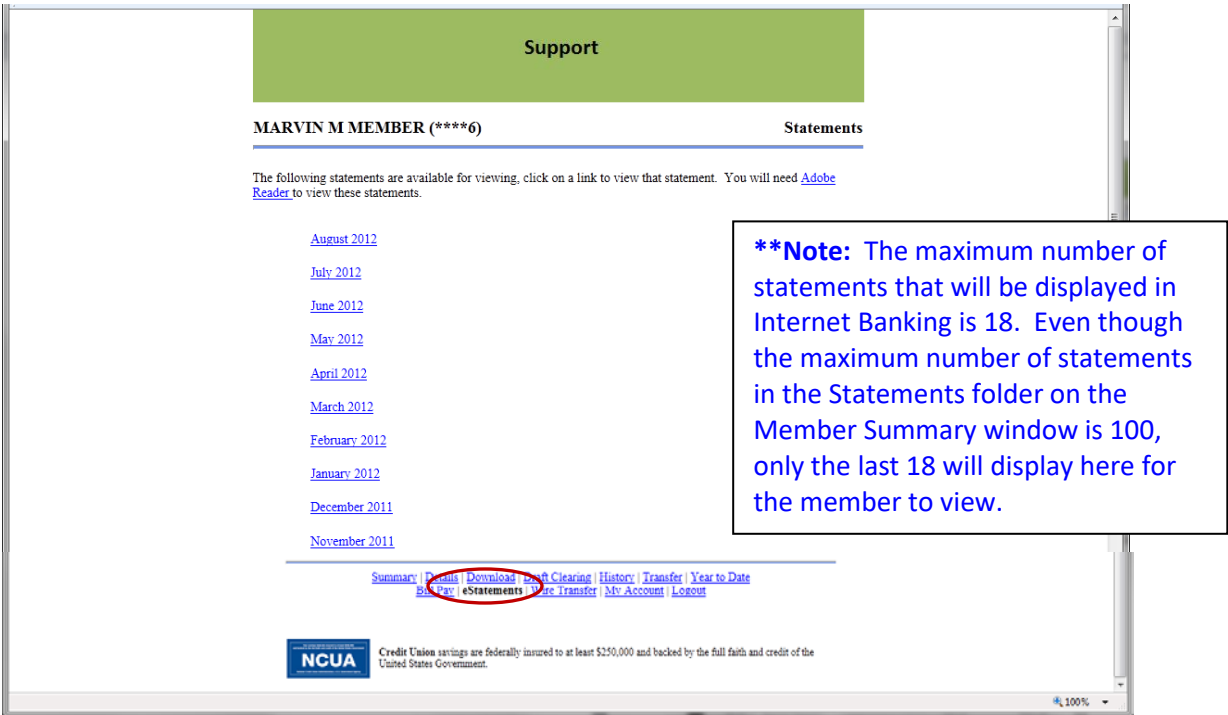 Support
MARVIN M MEMBER (****6) Statements
The following statements are available for viewing, click on a link to view that statement. You will need Adobe
Reader to view these statements.
August 2012
July 2012
June 2012
May 2012
April 2012
March 2012
February 2012
January 2012
December 2011
November 2011
**Note: The maximum number of
statements that will be displayed in
Internet Banking is 18. Even though
the maximum number of statements
in the Statements folder on the
Member Summary window is 100,
only the last 18 will display here for
the member to view.
Summary | Details | Download | Draft Clearing | History | Transfer | Year to Date
Bill Pay | eStatements | Wire Transfer | My Account | Logout
NCUA
Credit Union savings are federally insured to at least $250,000 and backed by the full faith and credit of the
United States Government.
100%